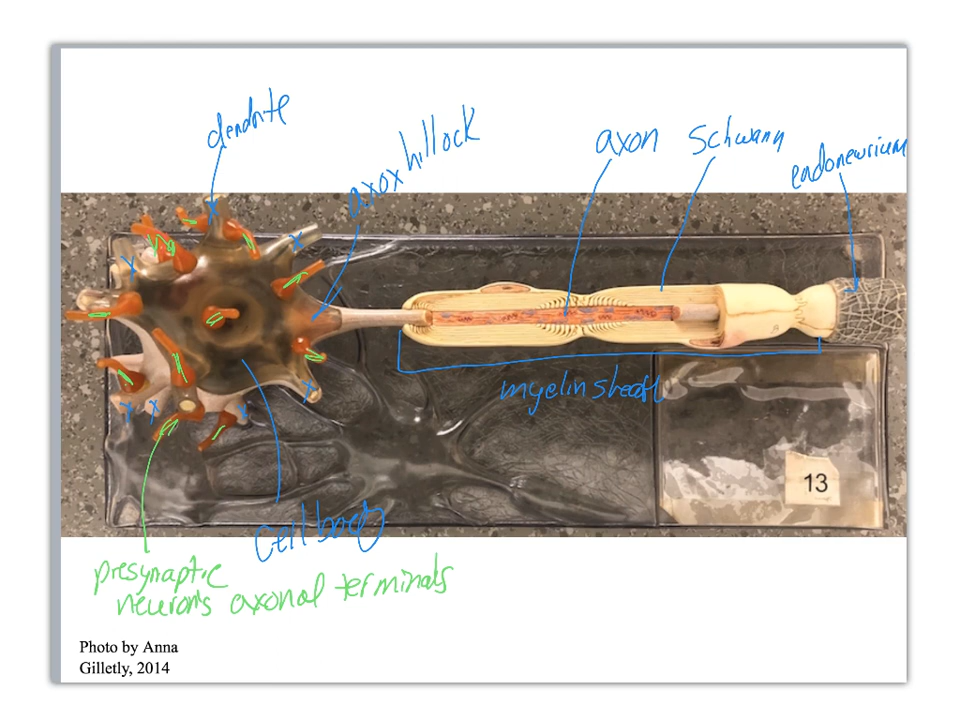 dendrite
axox hillock
axon
Schwann
endoneurium
myelin sheath
13
Cell body
presynaptic
neuron's axonal terminals
Photo by Anna
Gilletly, 2014